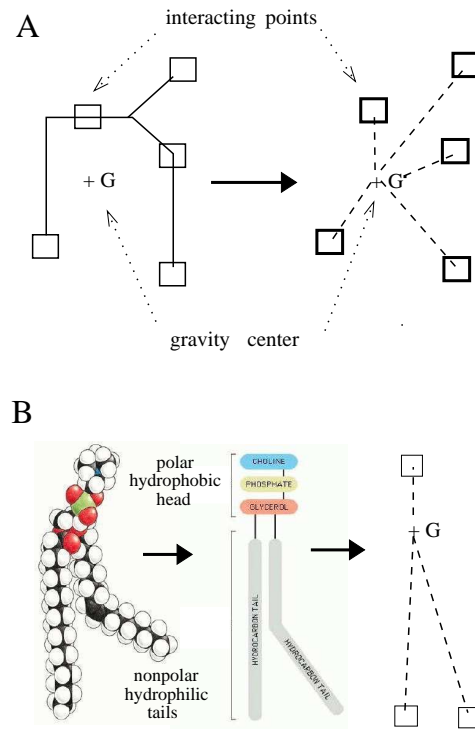 A
interacting points
+ G
+ G
gravity center
B
polar
hydrophobic
head
CHOLINE
PHOSPHATE
GLYCEROL
+ G
HYDROCARBON TAIL
HYDROCARBON TAIL
nonpolar
hydrophilic
tails